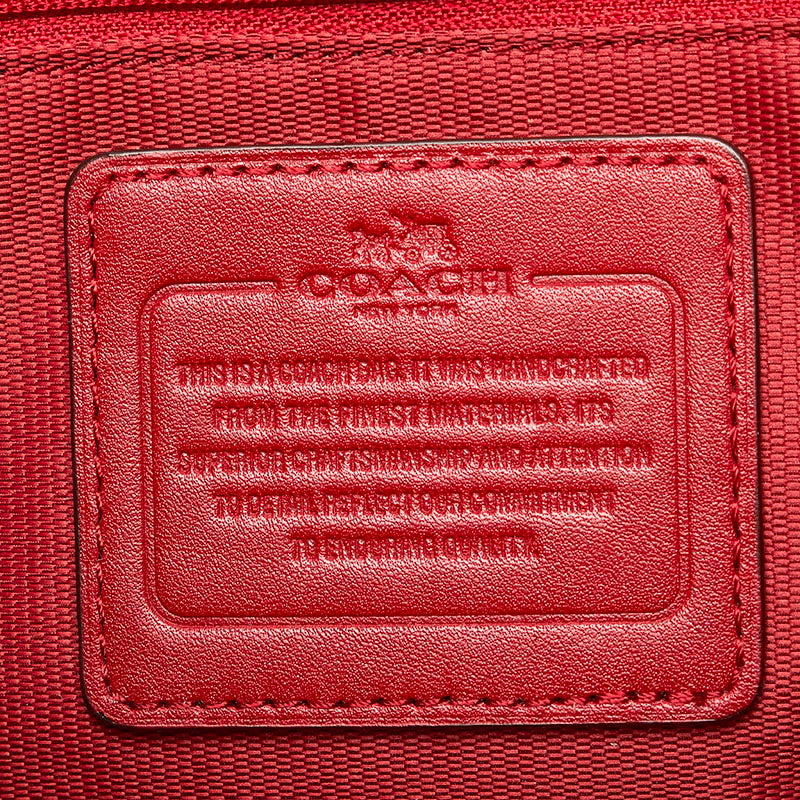 COACH
NEW YORK
THIS IS A COACH BAG. IT WAS HANDCRAFTED
FROM THE FINEST MATERIALS. ITS
SUPERIOR CRAFTSMANSHIP AND ATTENTION
TO DETAIL REFLECT OUR COMMITMENT
TO ENDURING QUALITY.